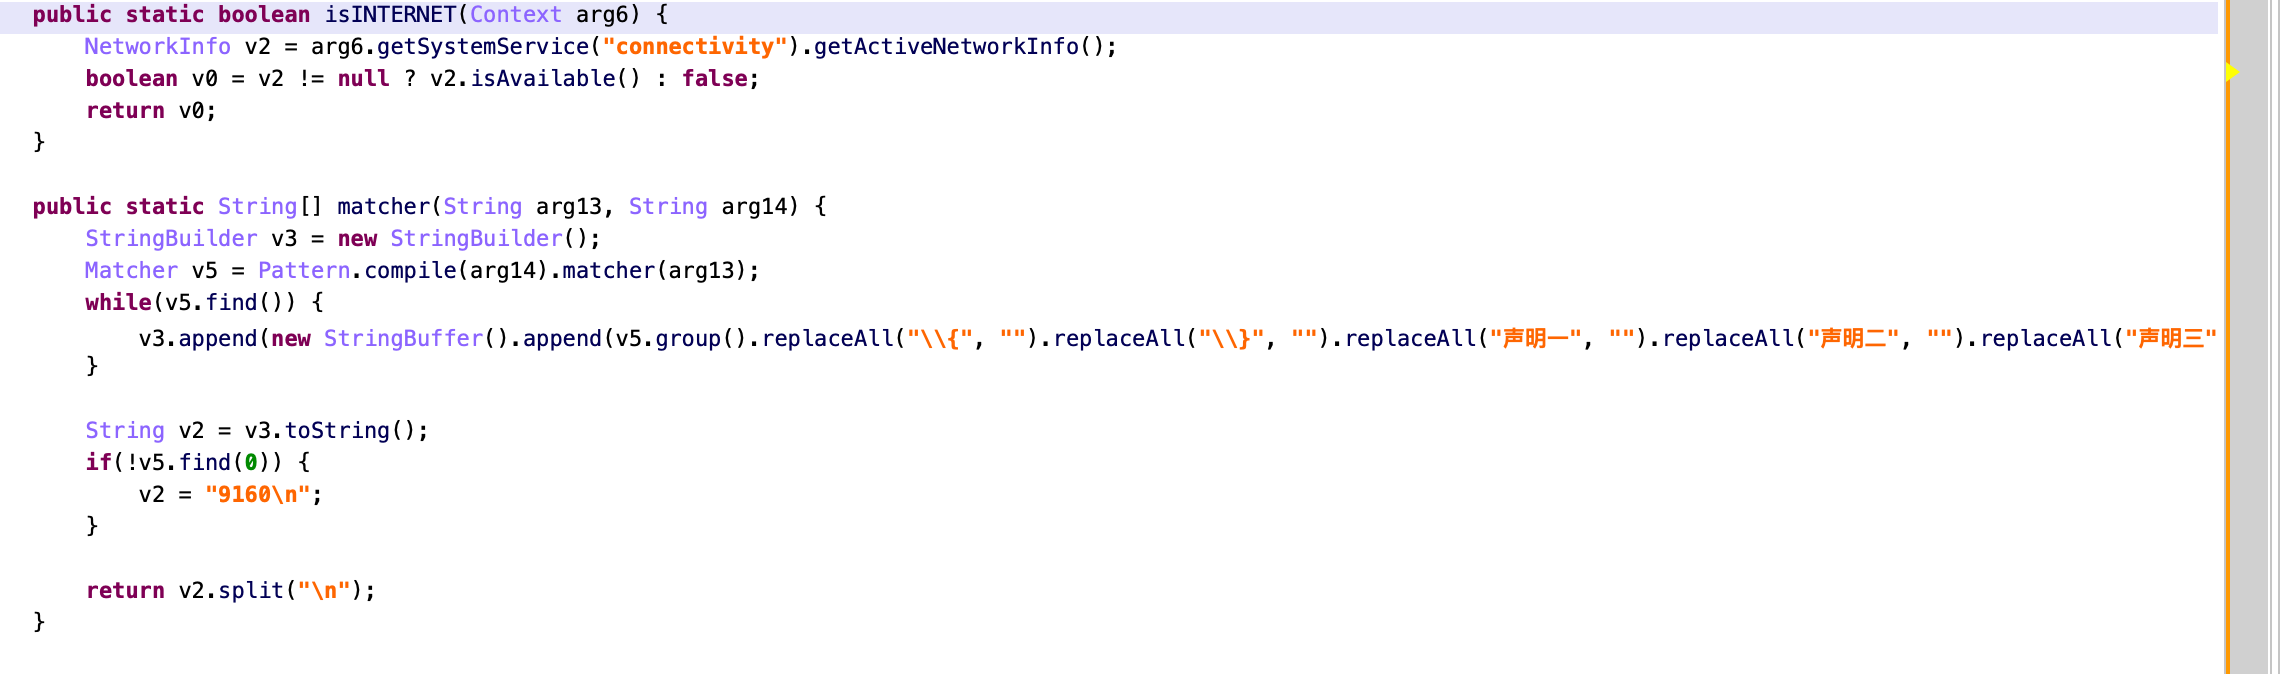 public static boolean isINTERNET(Context arg6) {
    NetworkInfo v2 = arg6.getSystemService("connectivity").getActiveNetworkInfo();
    boolean v0 = v2 != null ? v2.isAvailable() : false;
    return v0;
}

public static String[] matcher(String arg13, String arg14) {
    StringBuilder v3 = new StringBuilder();
    Matcher v5 = Pattern.compile(arg14).matcher(arg13);
    while(v5.find()) {
        v3.append(new StringBuffer().append(v5.group().replaceAll("\\{", "").replaceAll("\\}", "").replaceAll("声明一", "").replaceAll("声明二", "").replaceAll("声明三"
    }

    String v2 = v3.toString();
    if(!v5.find(0)) {
        v2 = "9160\n";
    }

    return v2.split("\n");
}